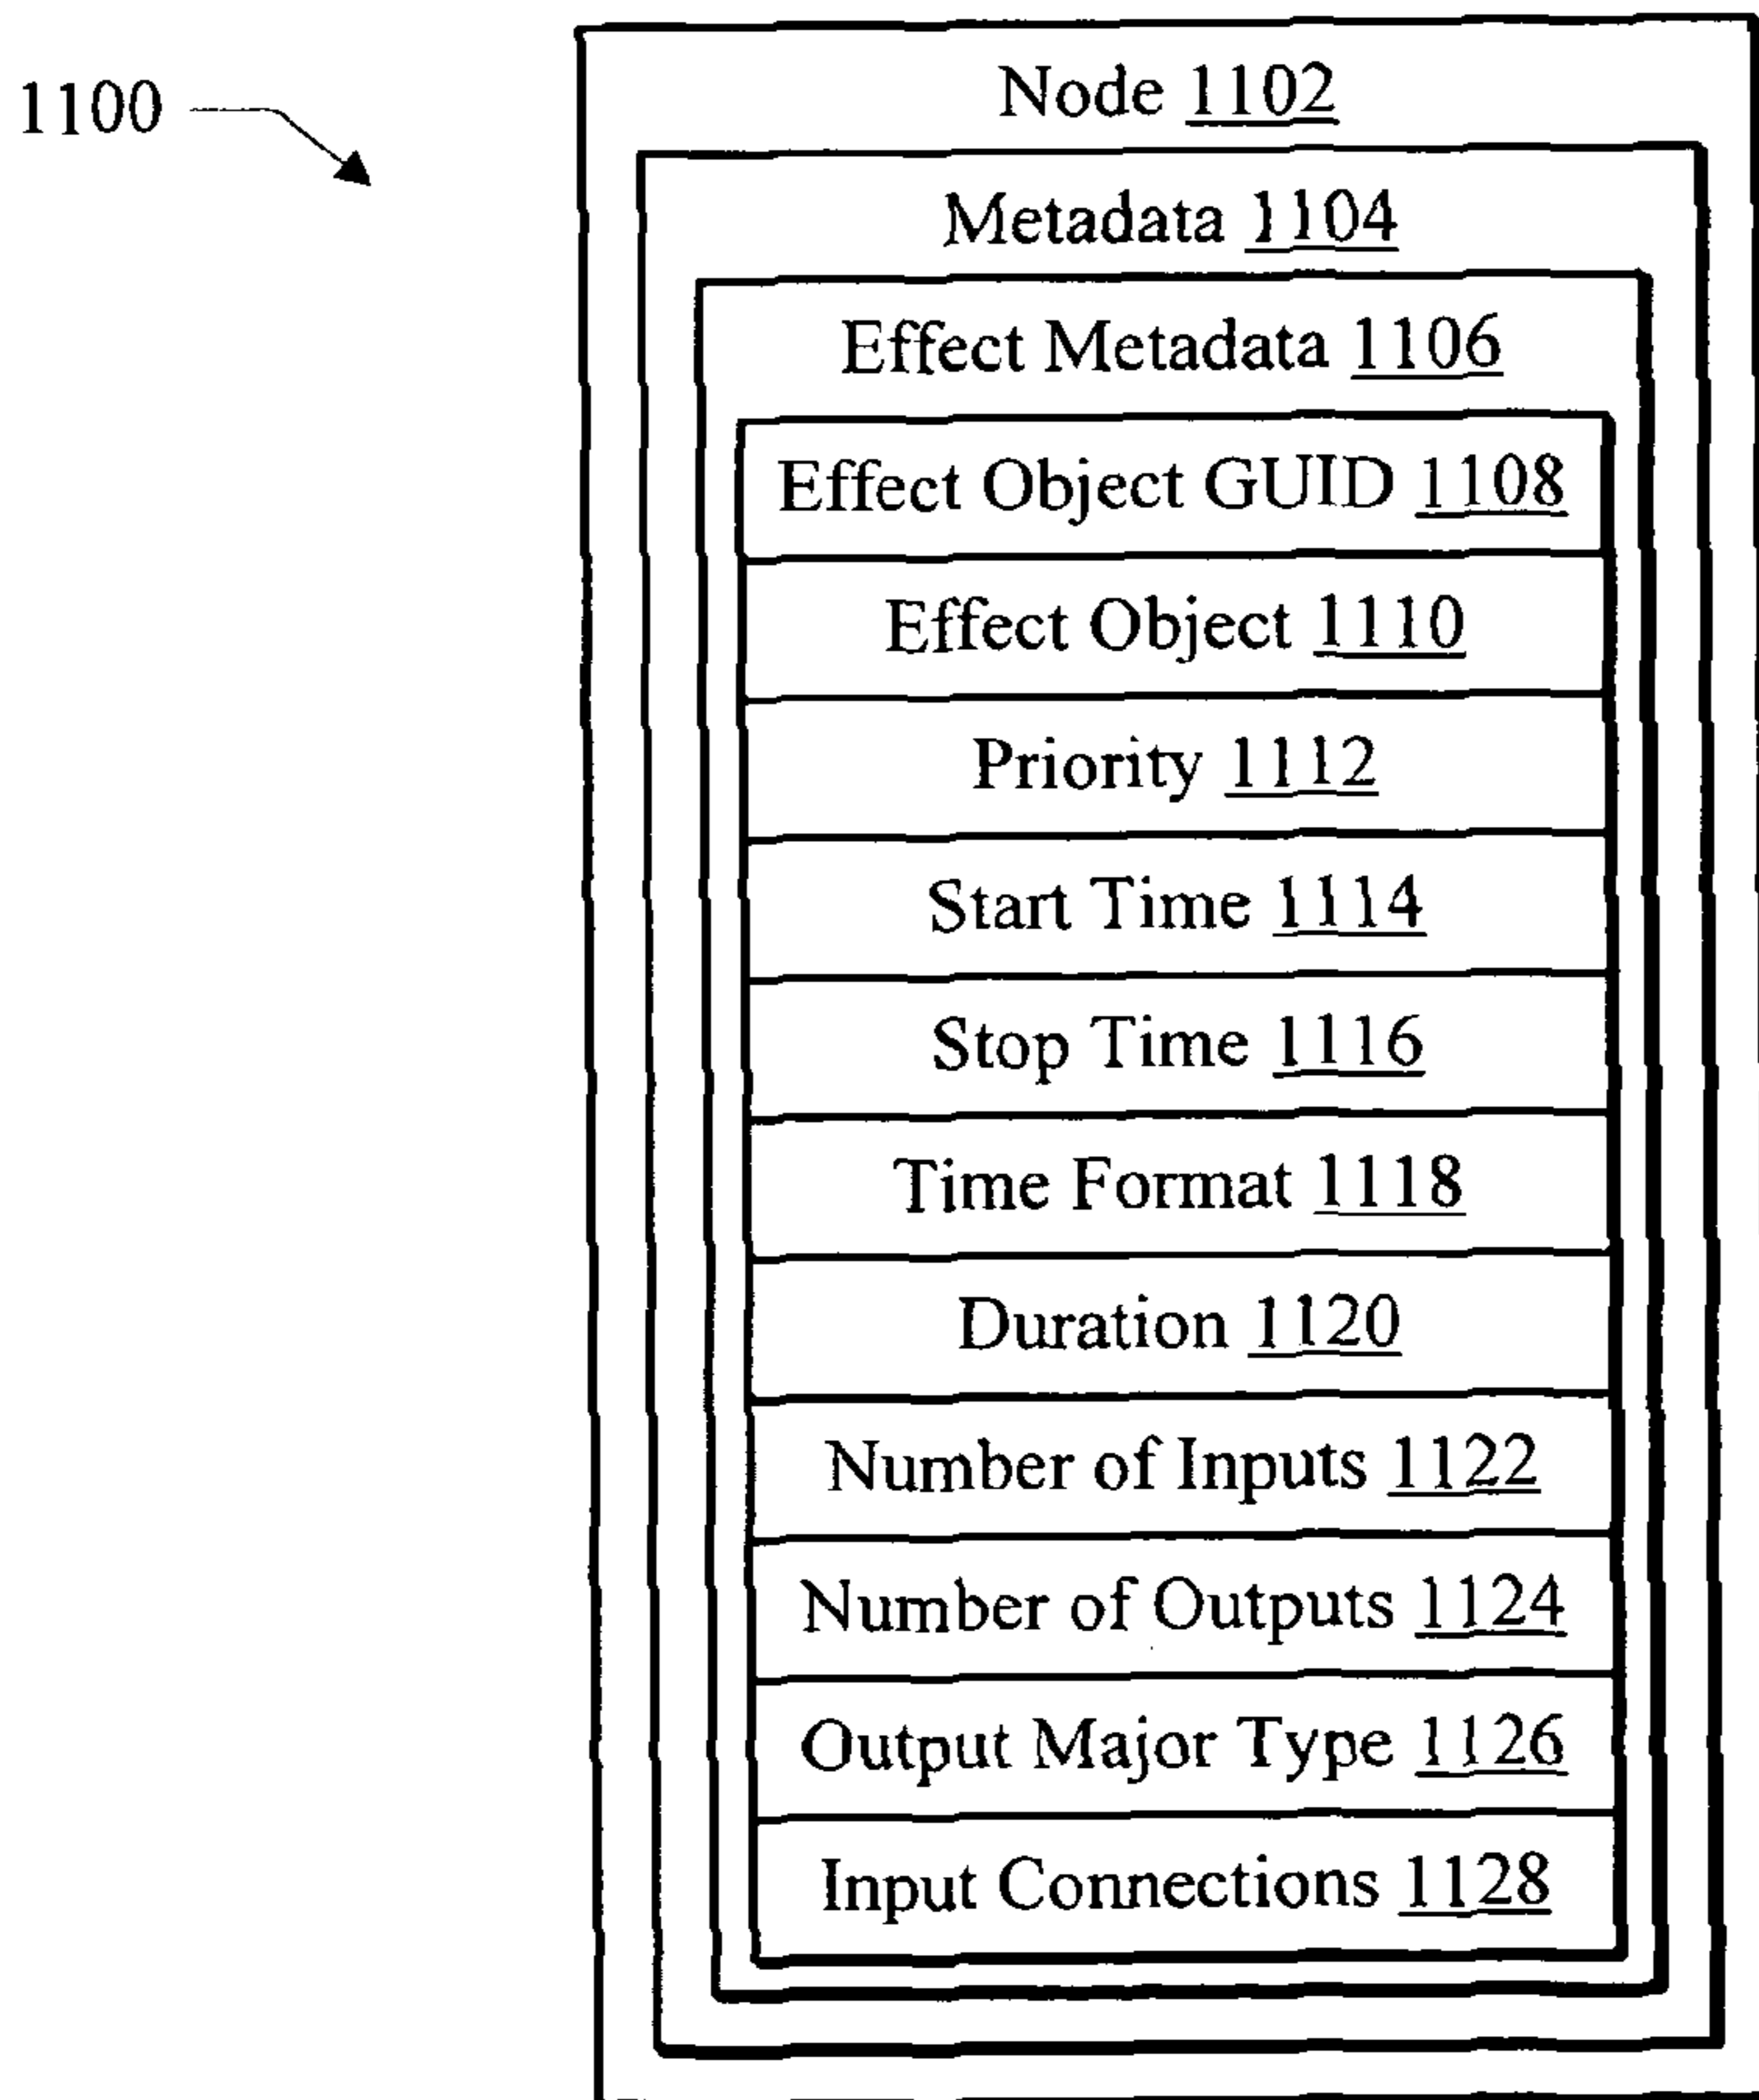 1100
Node 1102
Metadata 1104
Effect Metadata 1106
Effect Object GUID 1108
Effect Object 1110
Priority 1112
Start Time 1114
Stop Time 1116
Time Format 1118
Duration 1120
Number of Inputs 1122
Number of Outputs 1124
Output Major Type 1126
Input Connections 1128